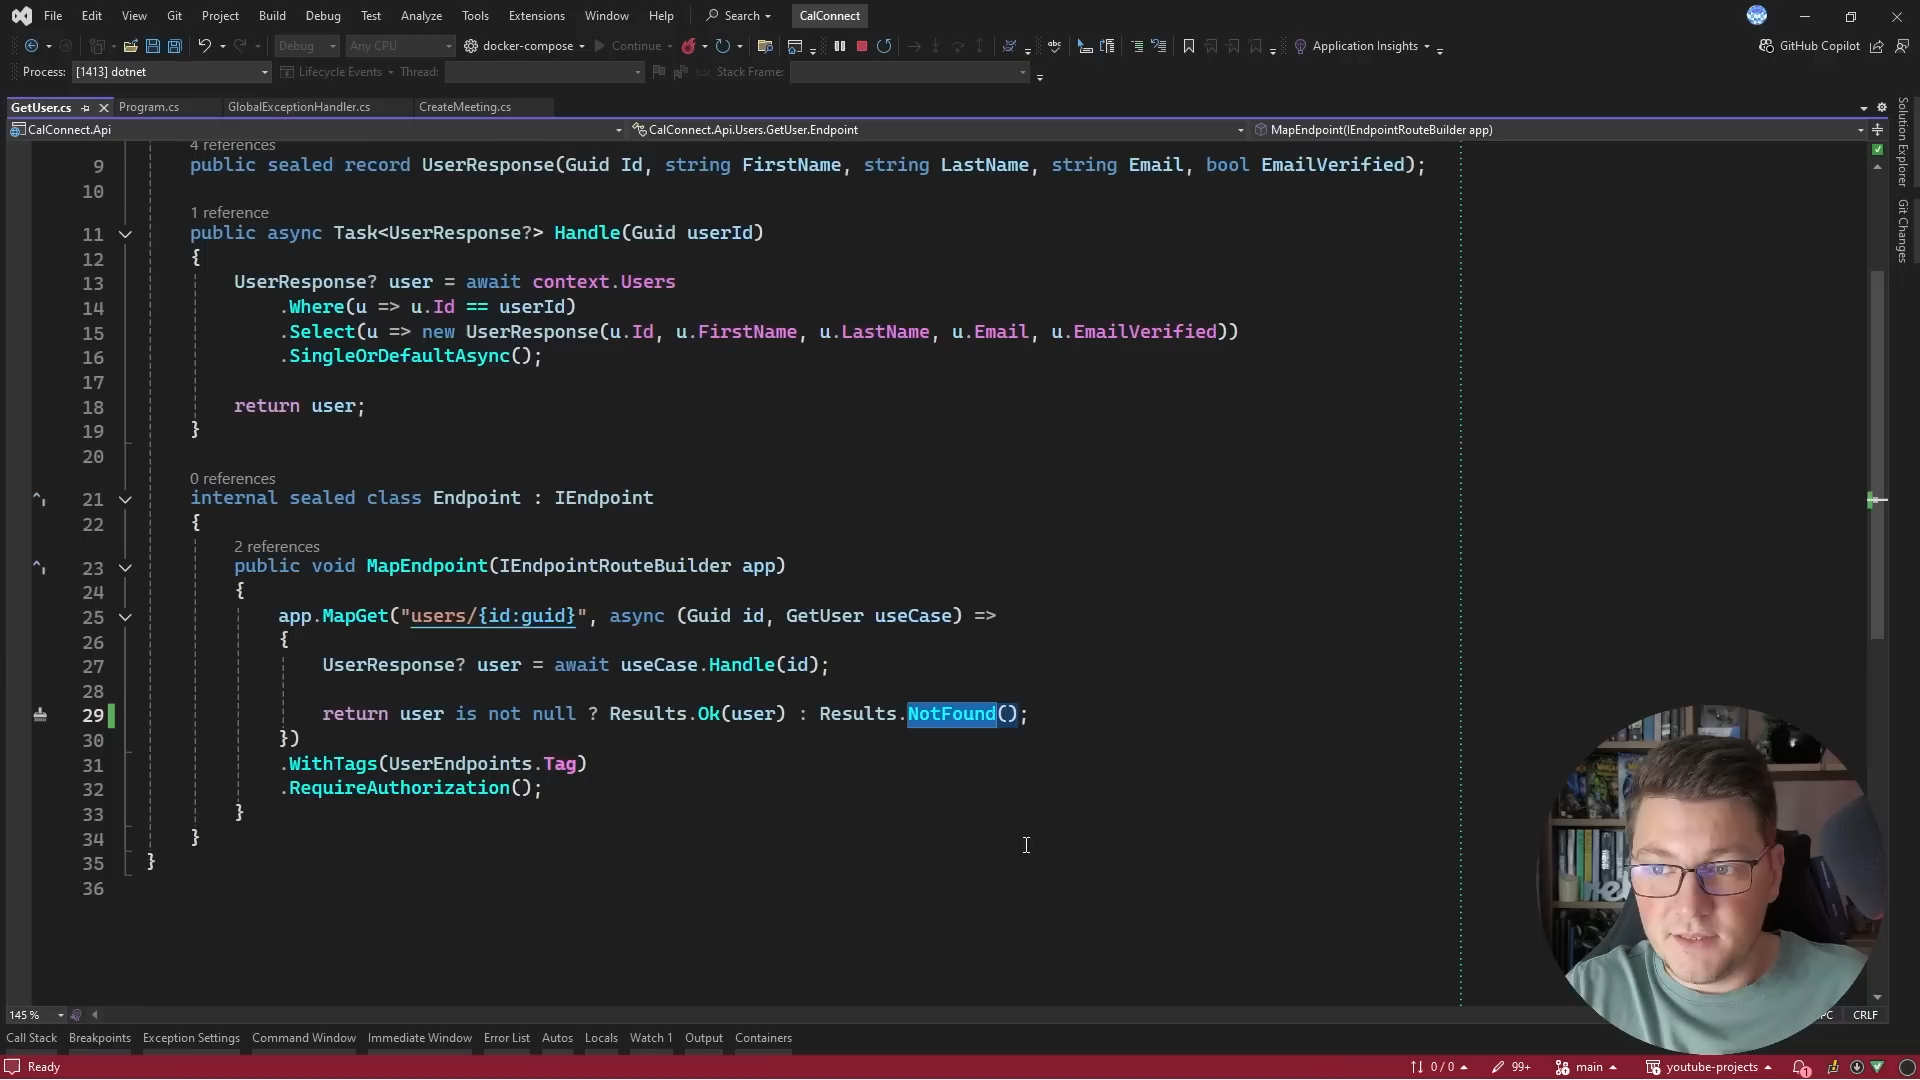 File Edit View Git Project Build Debug Test Analyze Tools Extensions Window Help Search CalConnect
Debug Any CPU docker-compose Continue Application Insights GitHub Copilot
Process: [1413] dotnet Lifecycle Events Thread: Stack Frame:
GetUser.cs Program.cs GlobalExceptionHandler.cs CreateMeeting.cs
CalConnect.Api CalConnect.Api.Users.GetUser.Endpoint MapEndpoint(IEndpointRouteBuilder app)
Solution Explorer
Git Changes
4 references
9 public sealed record UserResponse(Guid Id, string FirstName, string LastName, string Email, bool EmailVerified);
10
1 reference
11 public async Task<UserResponse?> Handle(Guid userId)
12 {
13 UserResponse? user = await context.Users
14 .Where(u => u.Id == userId)
15 .Select(u => new UserResponse(u.Id, u.FirstName, u.LastName, u.Email, u.EmailVerified))
16 .SingleOrDefaultAsync();
17
18 return user;
19 }
20
0 references
21 internal sealed class Endpoint : IEndpoint
22 {
2 references
23 public void MapEndpoint(IEndpointRouteBuilder app)
24 {
25 app.MapGet("users/{id:guid}", async (Guid id, GetUser useCase) =>
26 {
27 UserResponse? user = await useCase.Handle(id);
28
29 return user is not null ? Results.Ok(user) : Results.NotFound();
30 })
31 .WithTags(UserEndpoints.Tag)
32 .RequireAuthorization();
33 }
34 }
35 }
36
145 % CRLF
Call Stack Breakpoints Exception Settings Command Window Immediate Window Error List Autos Locals Watch 1 Output Containers
Ready 0 / 0 99+ main youtube-projects 1